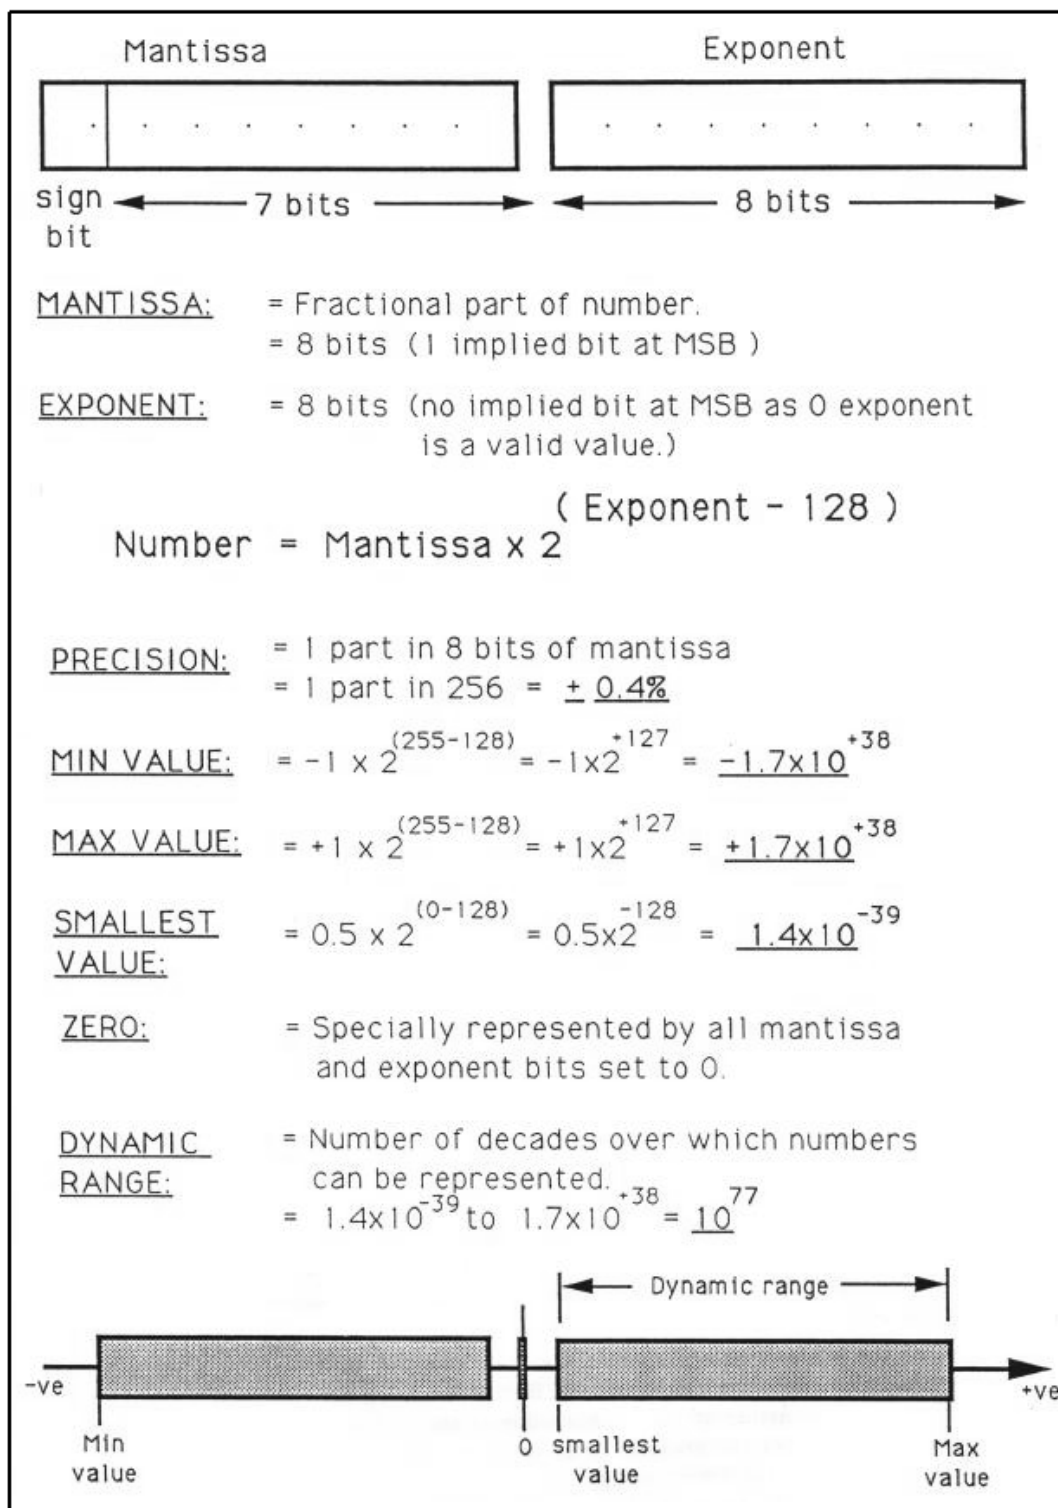 Mantissa Exponent
sign bit 7 bits 8 bits
MANTISSA: = Fractional part of number.
= 8 bits (1 implied bit at MSB )
EXPONENT: = 8 bits (no implied bit at MSB as 0 exponent
is a valid value.)
Number = Mantissa x 2^( Exponent - 128 )
PRECISION: = 1 part in 8 bits of mantissa
= 1 part in 256 = ± 0.4%
MIN VALUE: = -1 x 2^(255-128) = -1x2^+127 = -1.7x10^+38
MAX VALUE: = +1 x 2^(255-128) = +1x2^+127 = +1.7x10^+38
SMALLEST VALUE: = 0.5 x 2^(0-128) = 0.5x2^-128 = 1.4x10^-39
ZERO: = Specially represented by all mantissa
and exponent bits set to 0.
DYNAMIC RANGE: = Number of decades over which numbers
can be represented.
= 1.4x10^-39 to 1.7x10^+38 = 10^77
Dynamic range
-ve +ve
Min value 0 smallest value Max value